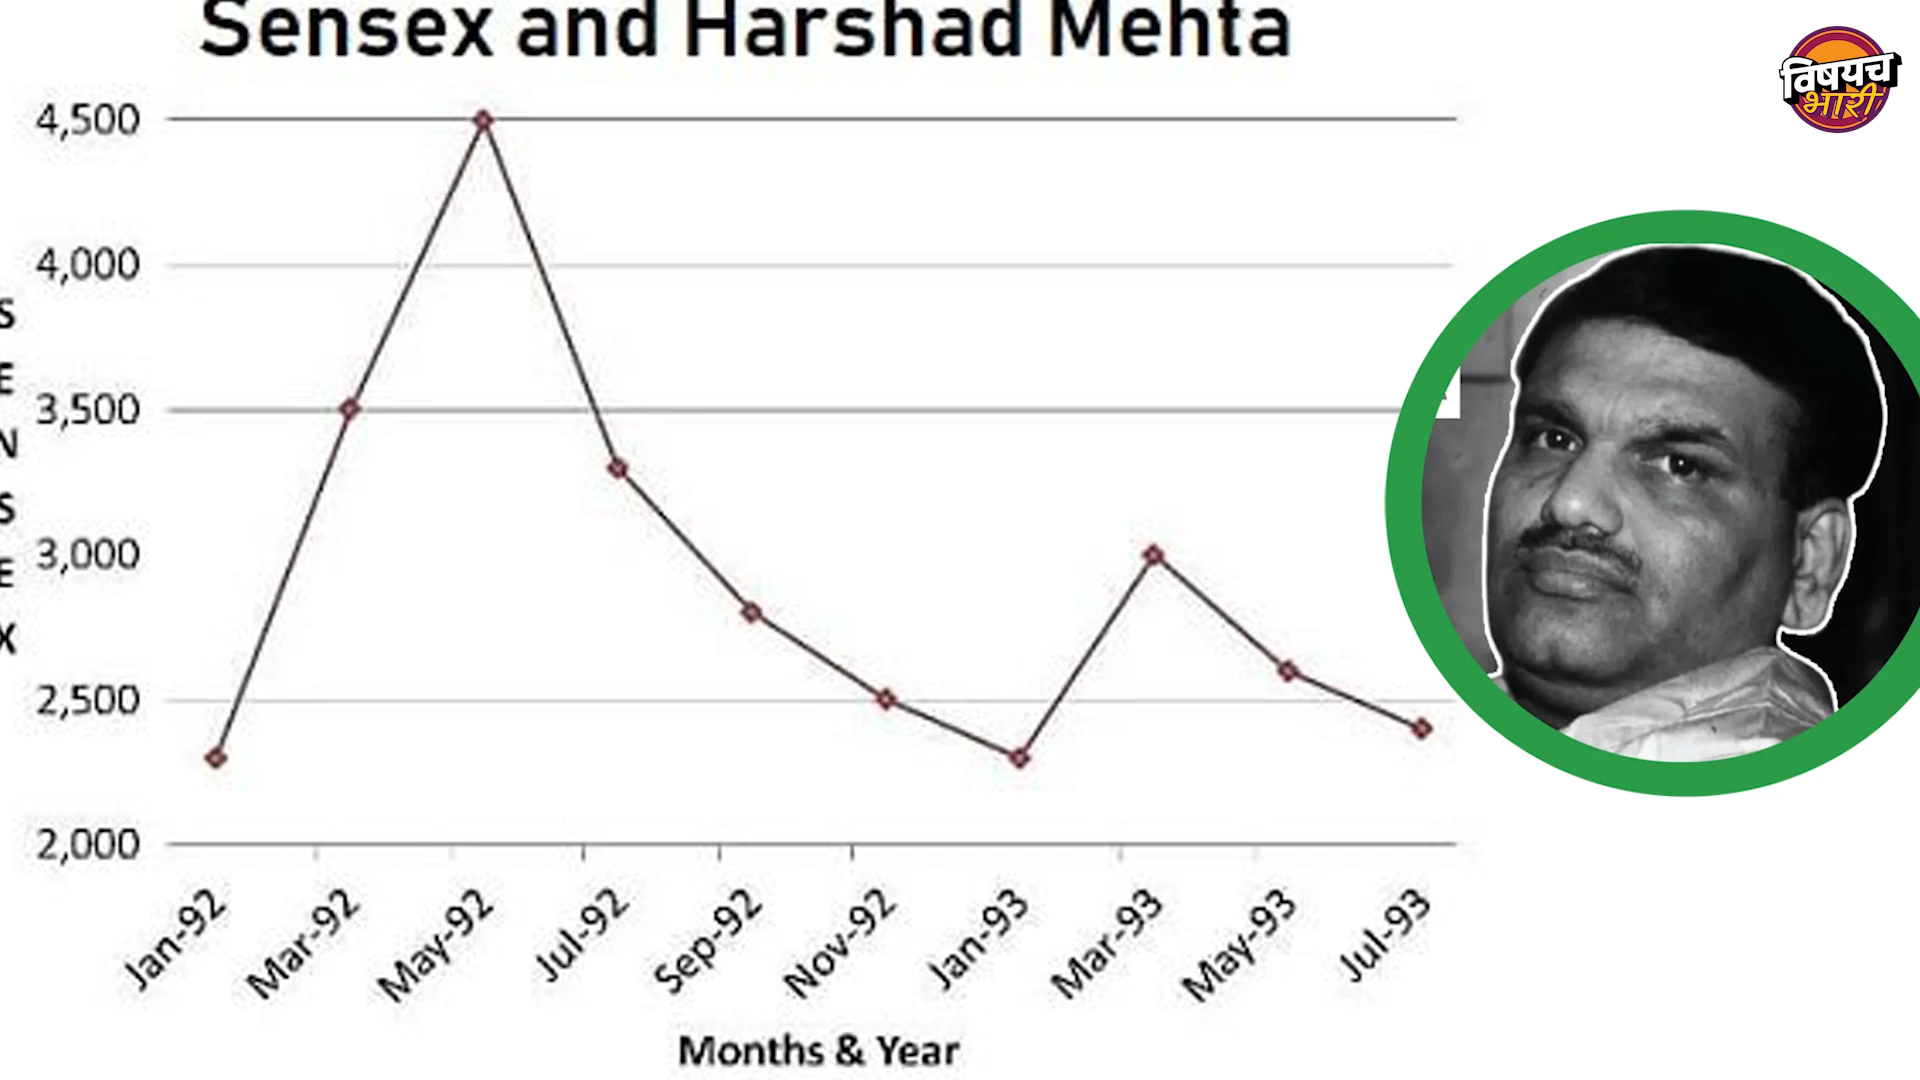 Sensex and Harshad Mehta
विषयच
भारी
4,500
4,000
3,500
3,000
2,500
2,000
S
E
N
S
E
X
Jan-92
Mar-92
May-92
Jul-92
Sep-92
Nov-92
Jan-93
Mar-93
May-93
Jul-93
Months & Year